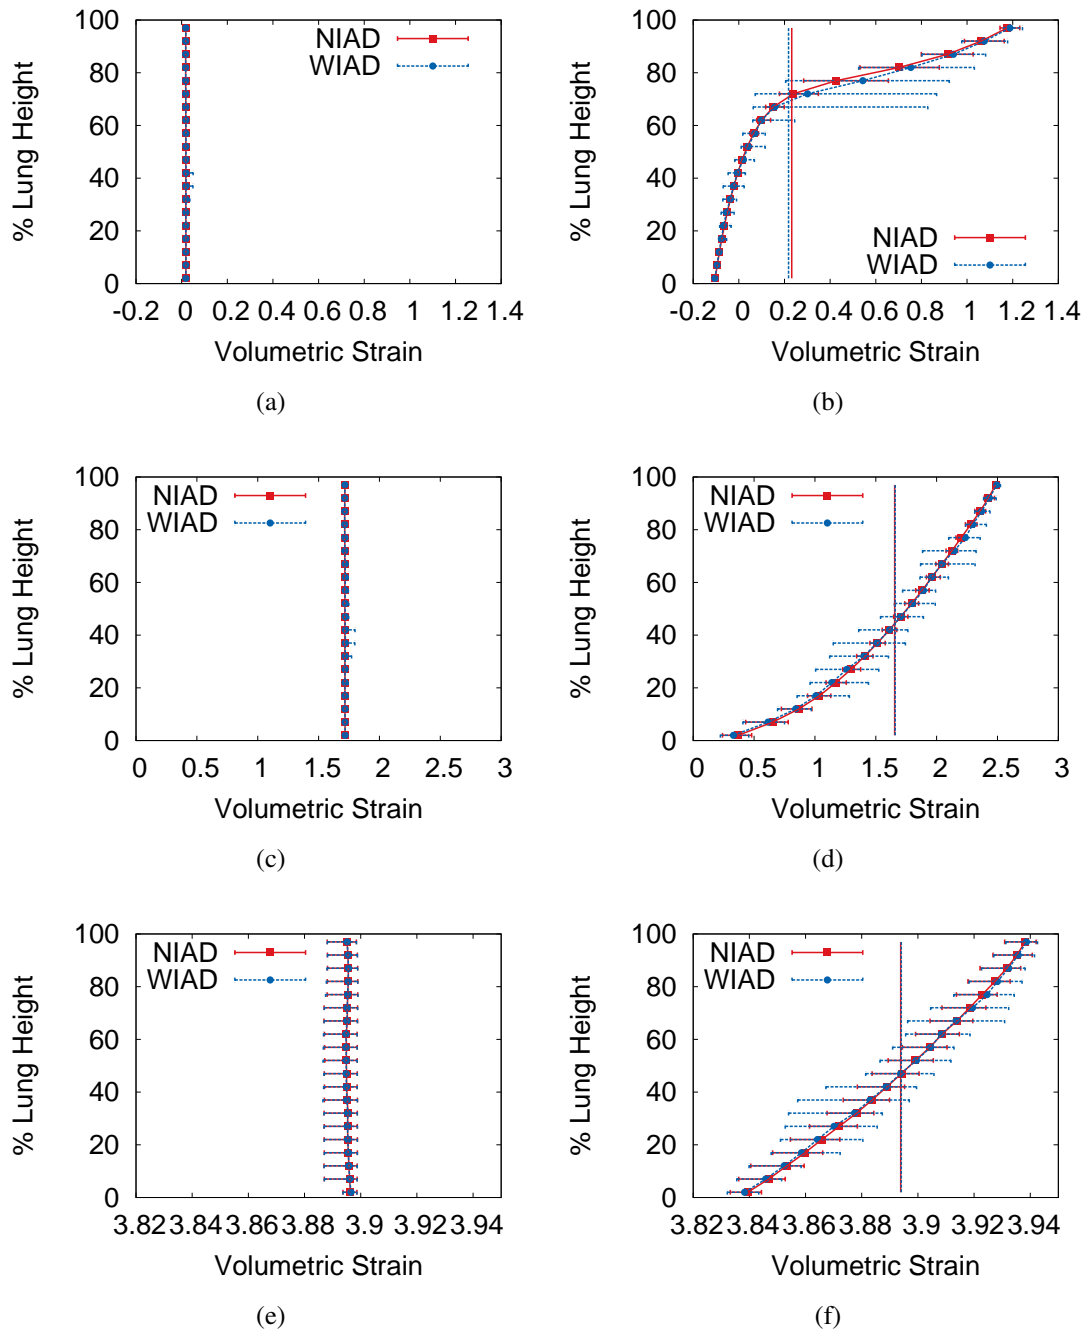 % Lung Height
100
80
60
40
20
0
NIAD
WIAD
-0.2 0 0.2 0.4 0.6 0.8 1 1.2 1.4
Volumetric Strain
(a)
% Lung Height
100
80
60
40
20
0
NIAD
WIAD
-0.2 0 0.2 0.4 0.6 0.8 1 1.2 1.4
Volumetric Strain
(b)
% Lung Height
100
80
60
40
20
0
NIAD
WIAD
0 0.5 1 1.5 2 2.5 3
Volumetric Strain
(c)
% Lung Height
100
80
60
40
20
0
NIAD
WIAD
0 0.5 1 1.5 2 2.5 3
Volumetric Strain
(d)
% Lung Height
100
80
60
40
20
0
NIAD
WIAD
3.82 3.84 3.86 3.88 3.9 3.92 3.94
Volumetric Strain
(e)
% Lung Height
100
80
60
40
20
0
NIAD
WIAD
3.82 3.84 3.86 3.88 3.9 3.92 3.94
Volumetric Strain
(f)